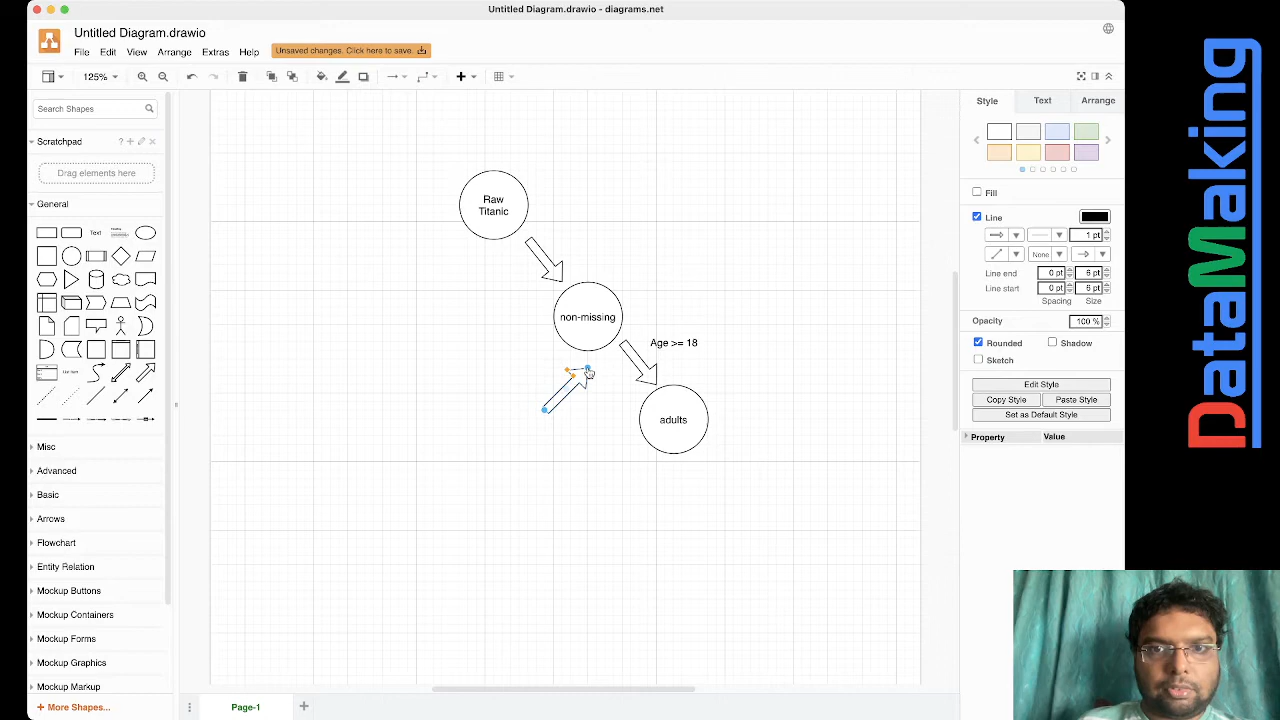 Untitled Diagram.drawio - diagrams.net
Untitled Diagram.drawio
File Edit View Arrange Extras Help
Unsaved changes. Click here to save.
125%
Search Shapes
Scratchpad
?
Drag elements here
General
Text
Heading
List Item
Misc
Advanced
Basic
Arrows
Flowchart
Entity Relation
Mockup Buttons
Mockup Containers
Mockup Forms
Mockup Graphics
Mockup Markup
+ More Shapes...
Raw
Titanic
non-missing
Age >= 18
adults
Page-1
Style Text Arrange
Fill
Line
1 pt
None
Line end 0 pt 6 pt
Line start 0 pt 6 pt
Spacing Size
Opacity 100 %
Rounded Shadow
Sketch
Edit Style
Copy Style Paste Style
Set as Default Style
Property Value
DataMaking